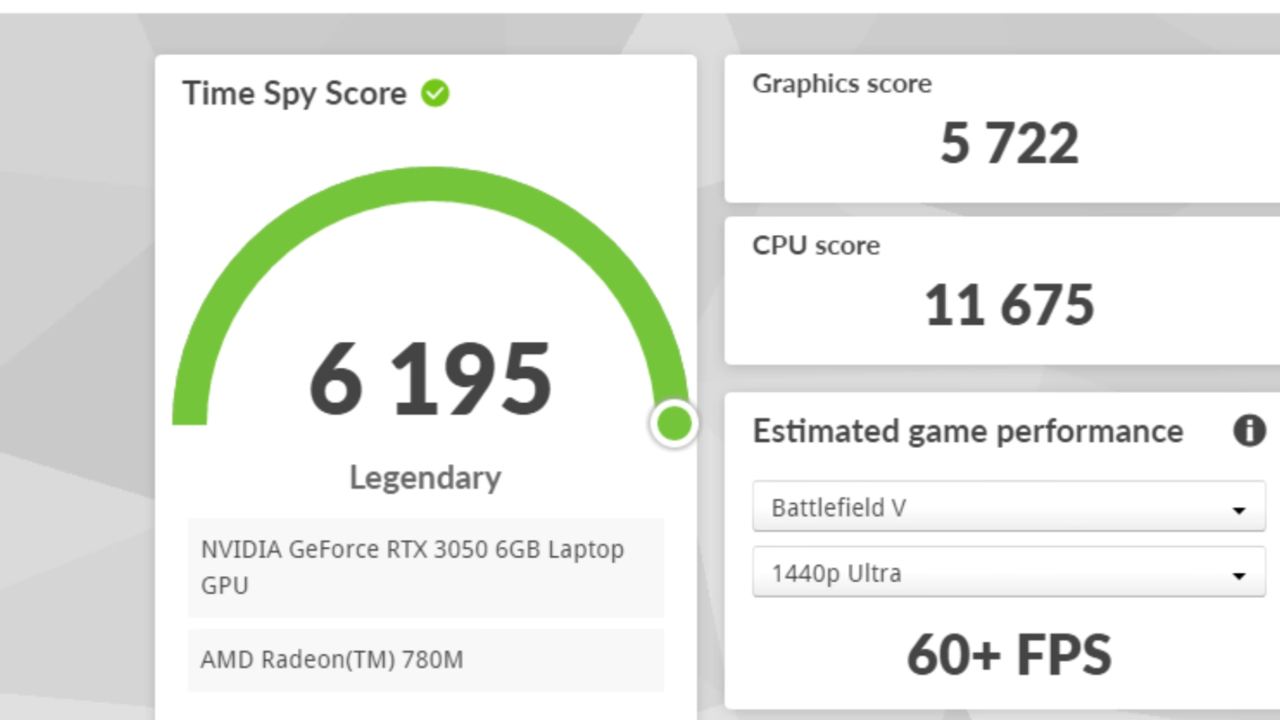 Time Spy Score
6 195
Legendary
NVIDIA GeForce RTX 3050 6GB Laptop
GPU
AMD Radeon(TM) 780M
Graphics score
5 722
CPU score
11 675
Estimated game performance
Battlefield V
1440p Ultra
60+ FPS